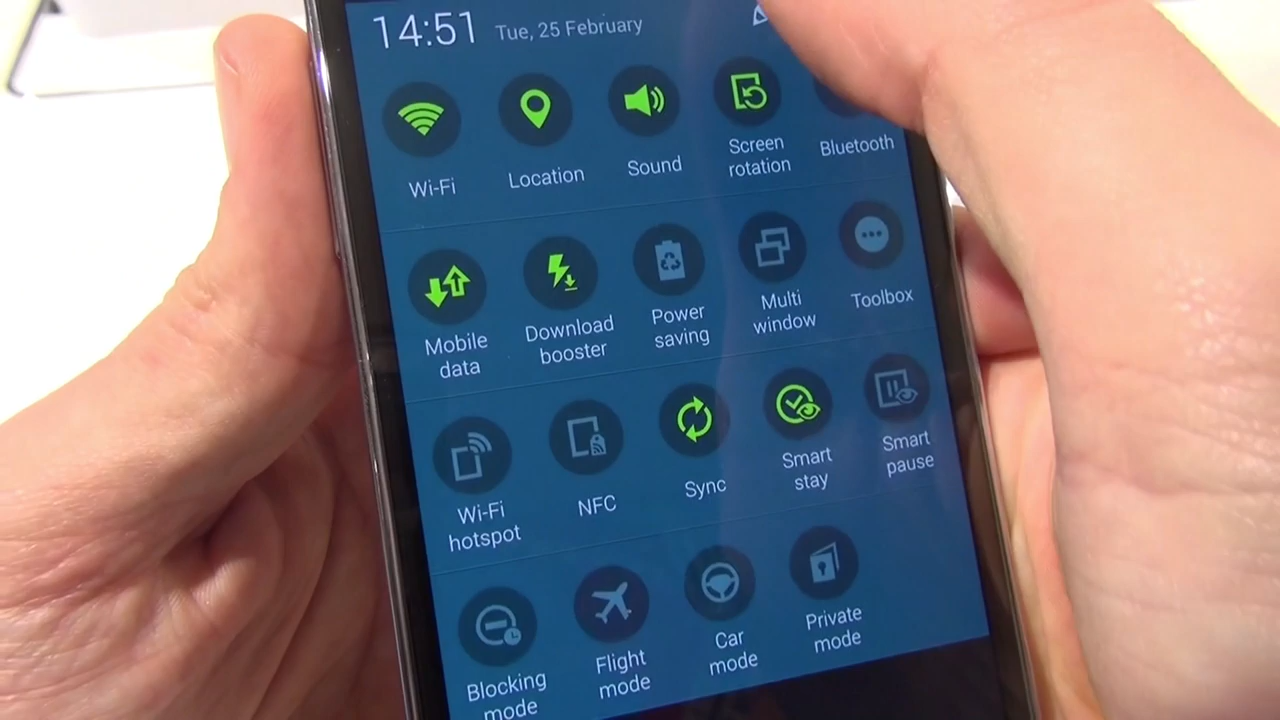 14:51 Tue, 25 February
Wi-Fi
Location
Sound
Screen
rotation
Bluetooth
Mobile
data
Download
booster
Power
saving
Multi
window
Toolbox
Wi-Fi
hotspot
NFC
Sync
Smart
stay
Smart
pause
Blocking
mode
Flight
mode
Car
mode
Private
mode